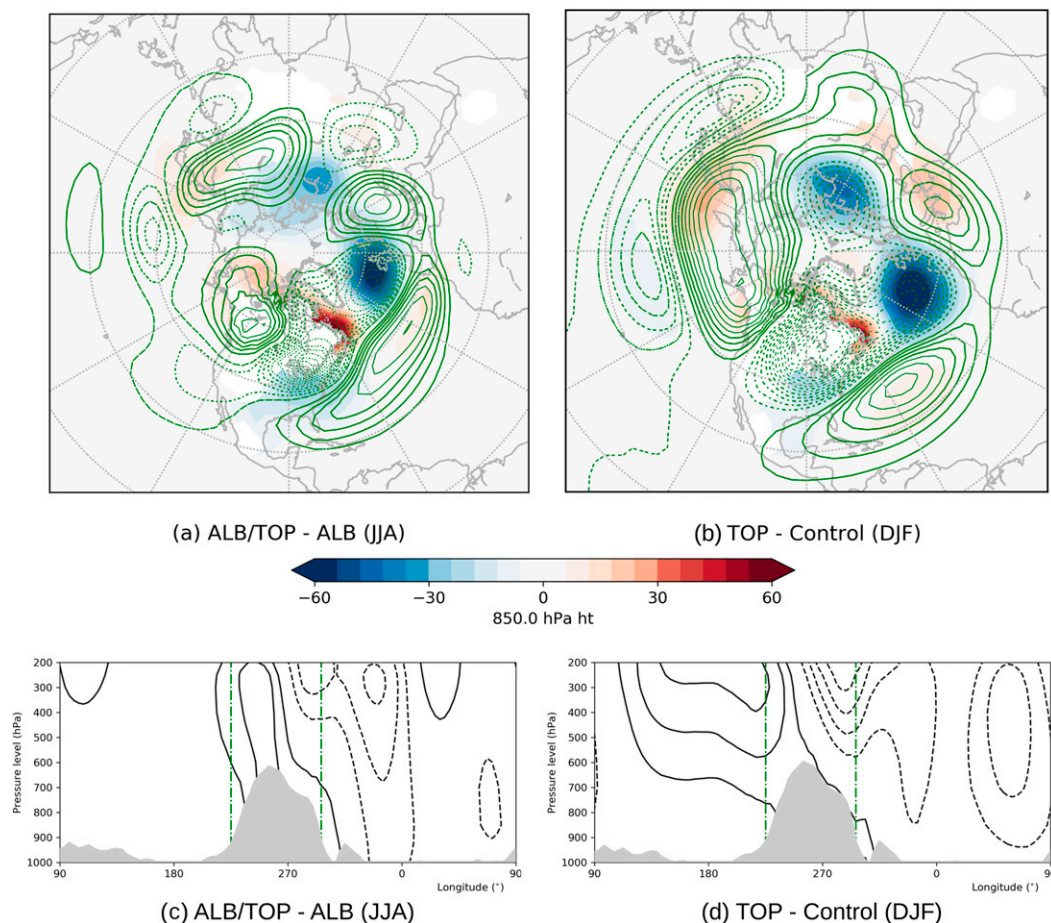 (a) ALB/TOP - ALB (JJA)
(b) TOP - Control (DJF)
−60 −30 0 30 60
850.0 hPa ht
200
300
400
500
600
700
800
900
1000
Pressure level (hPa)
90 180 270 0 90
Longitude (˚)
(c) ALB/TOP - ALB (JJA)
200
300
400
500
600
700
800
900
1000
Pressure level (hPa)
90 180 270 0
Longitude (˚)
(d) TOP - Control (DJF)